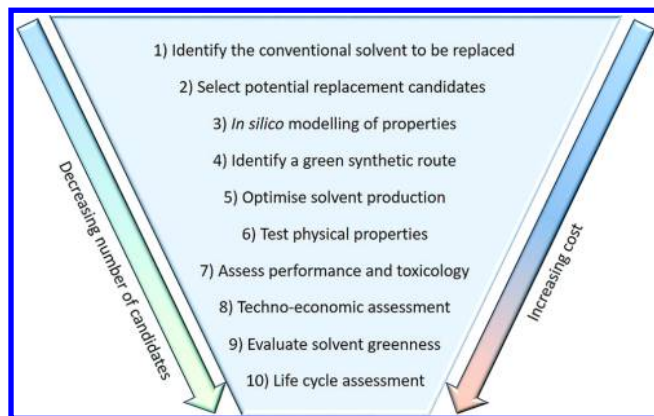 1) Identify the conventional solvent to be replaced
2) Select potential replacement candidates
3) In silico modelling of properties
4) Identify a green synthetic route
5) Optimise solvent production
6) Test physical properties
7) Assess performance and toxicology
8) Techno-economic assessment
9) Evaluate solvent greenness
10) Life cycle assessment
Decreasing number of candidates
Increasing cost